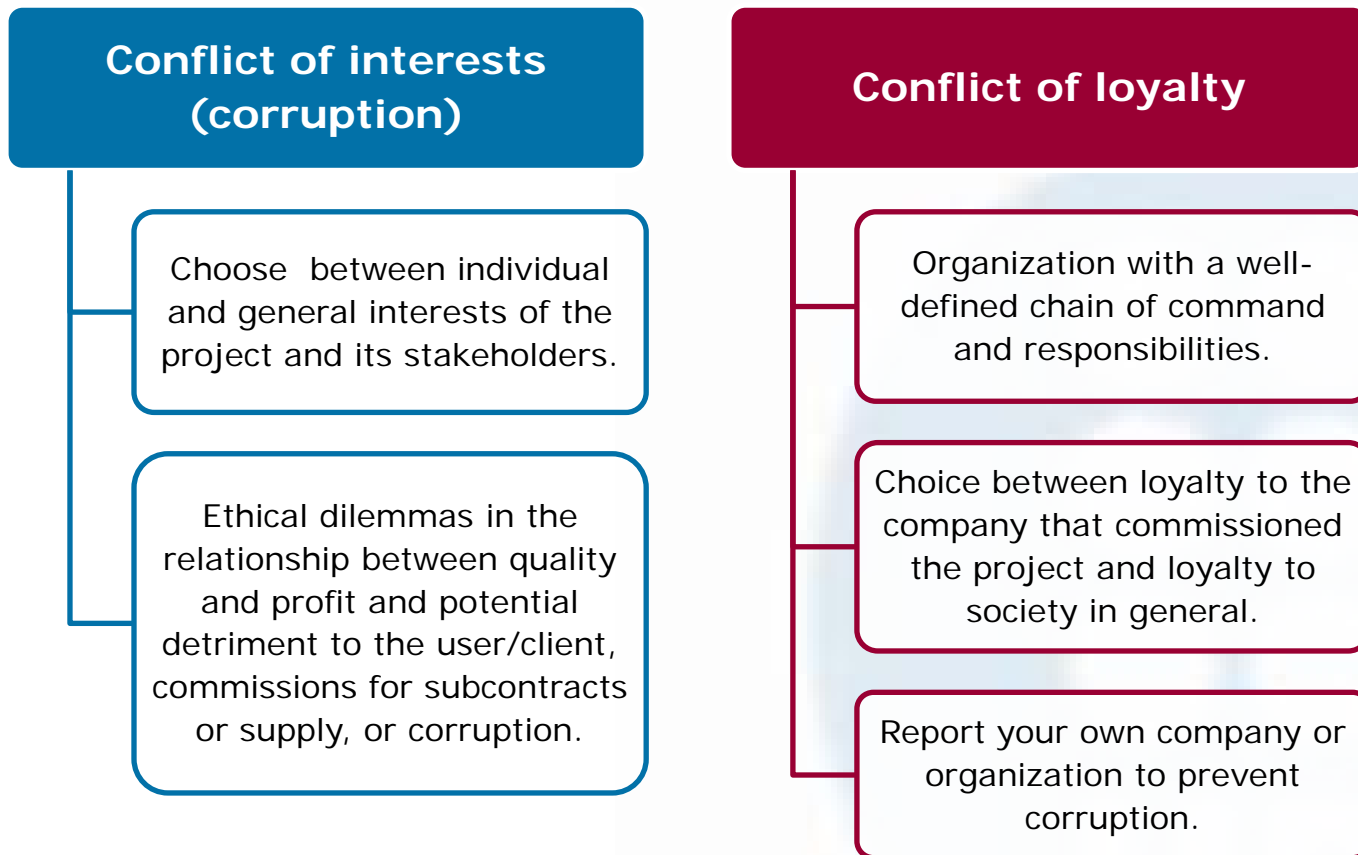 Conflict of interests
(corruption)
Choose between individual
and general interests of the
project and its stakeholders.
Ethical dilemmas in the
relationship between quality
and profit and potential
detriment to the user/client,
commissions for subcontracts
or supply, or corruption.
Conflict of loyalty
Organization with a well-
defined chain of command
and responsibilities.
Choice between loyalty to the
company that commissioned
the project and loyalty to
society in general.
Report your own company or
organization to prevent
corruption.